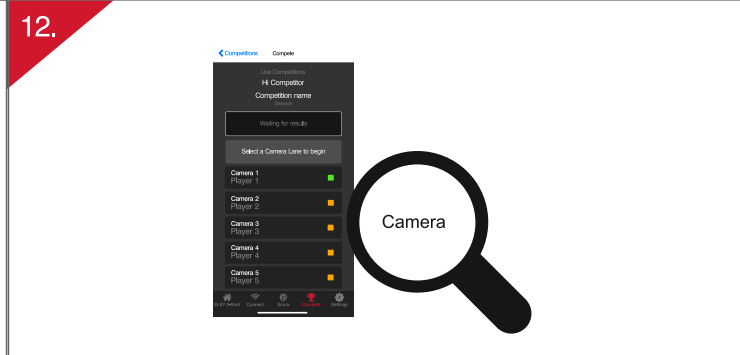 12.
Competitions Compete
Live Competitions
Hi Competitor
Competition name
Distance
Waiting for results
Select a Camera Lane to begin
Camera 1
Player 1
Camera 2
Player 2
Camera 3
Player 3
Camera 4
Player 4
Camera 5
Player 5
Connect Score Compete Settings
Camera